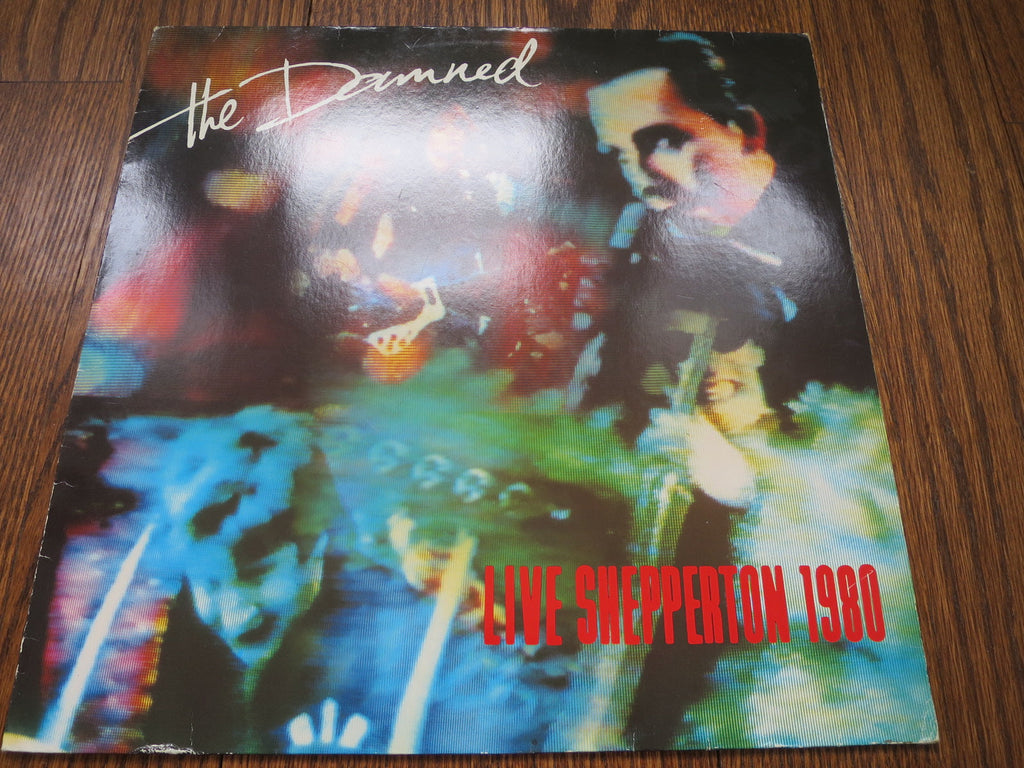 the Damned
LIVE SHEPPERTON 1980